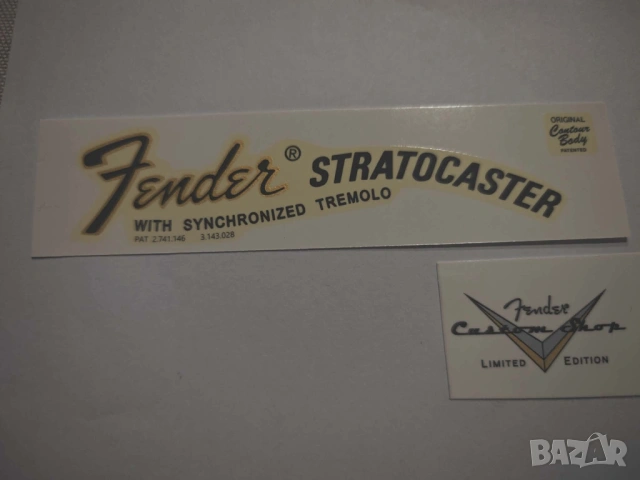 Fender® STRATOCASTER
WITH SYNCHRONIZED TREMOLO
PAT 2.741.146 3.143.028
ORIGINAL
Contour
Body
PATENTED
Fender
Custom Shop
LIMITED EDITION
BAZAR